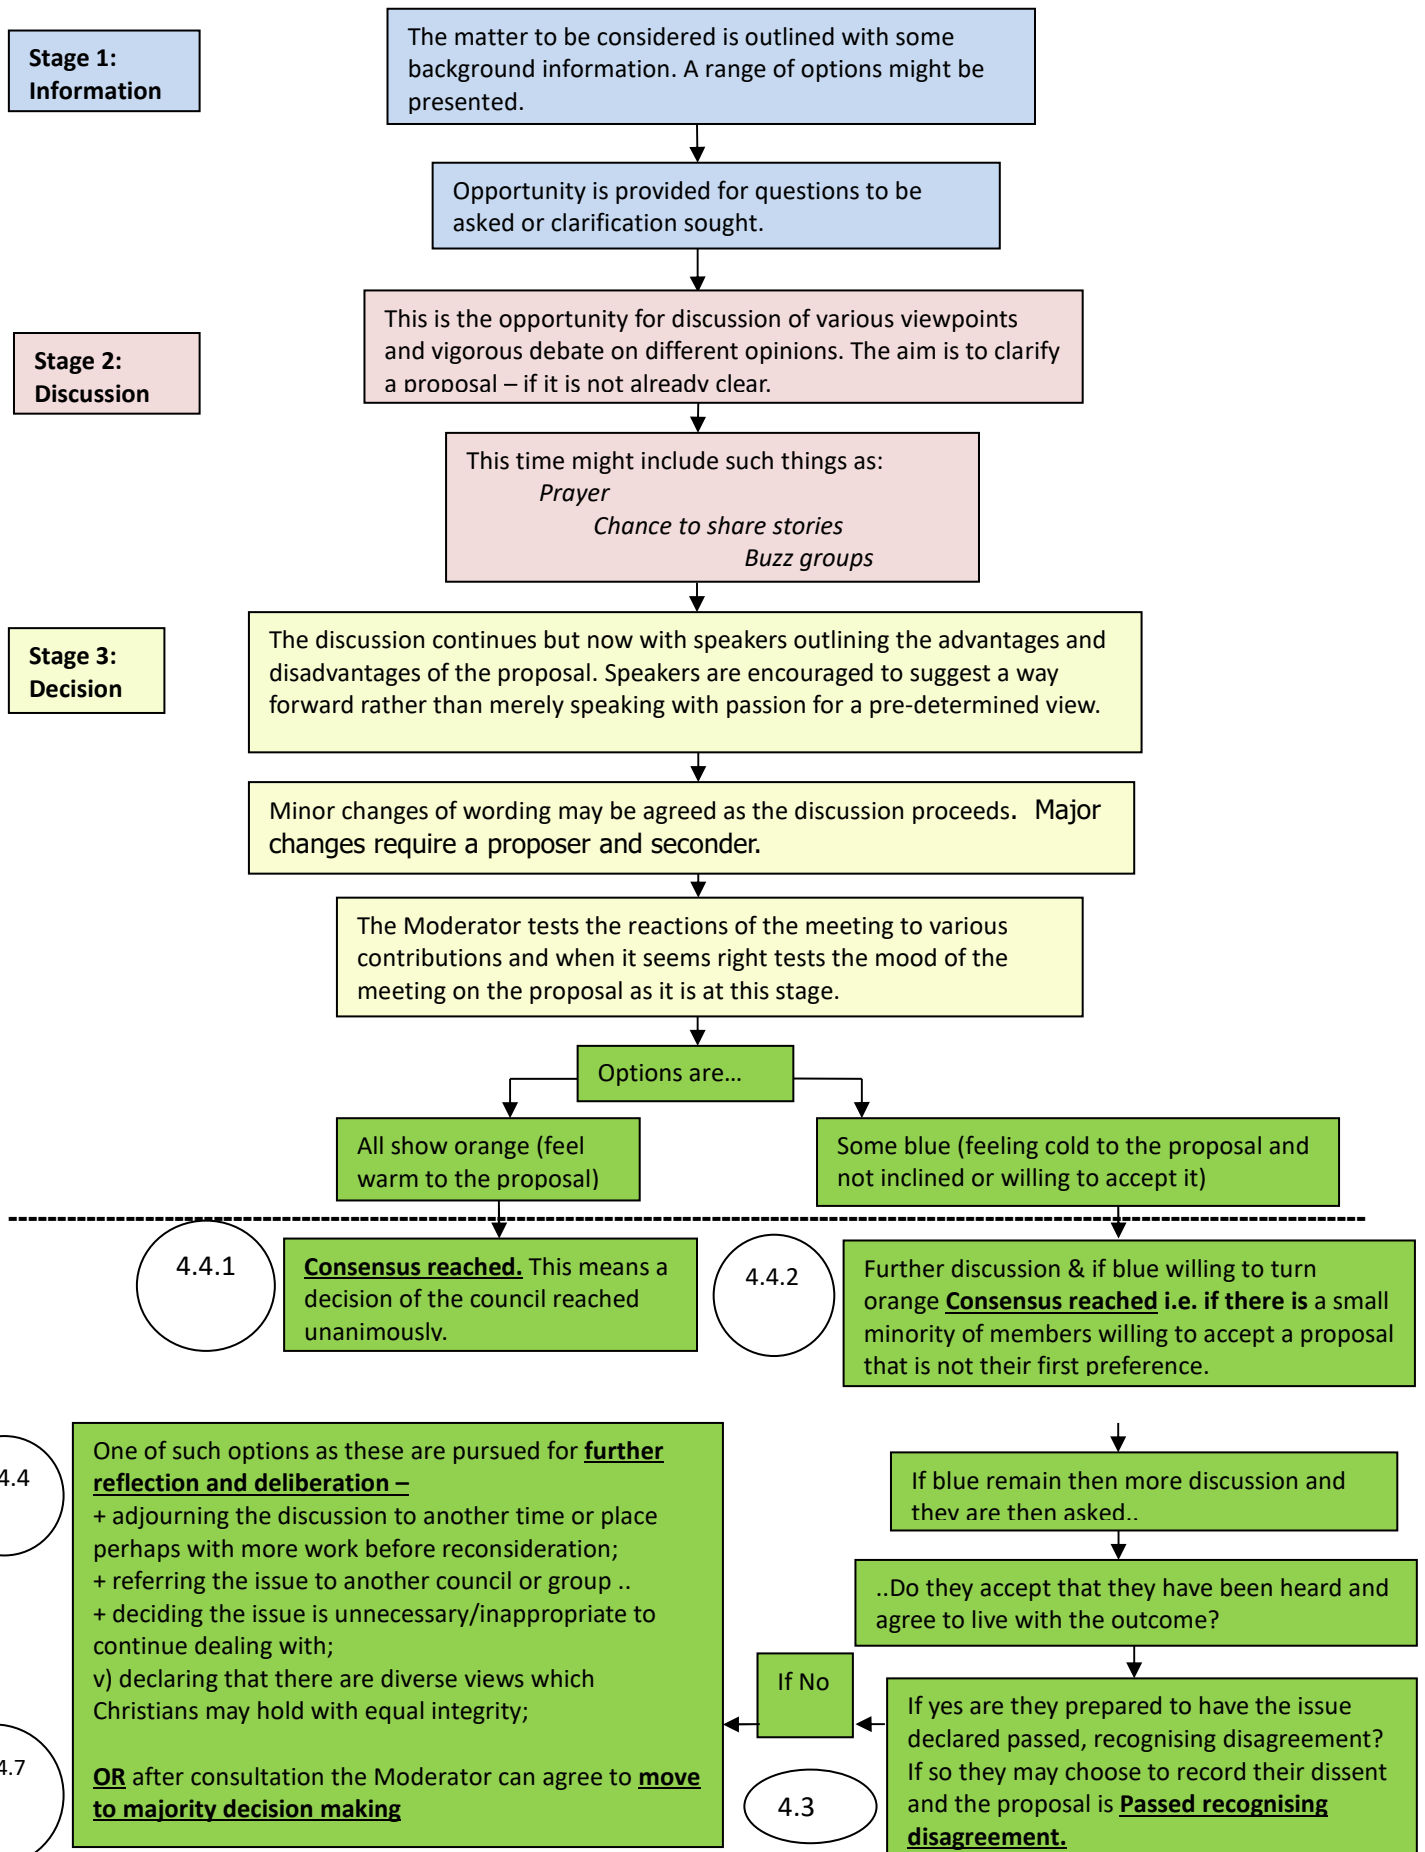 Stage 1:
Information
The matter to be considered is outlined with some
background information. A range of options might be
presented.
Opportunity is provided for questions to be
asked or clarification sought.
Stage 2:
Discussion
This is the opportunity for discussion of various viewpoints
and vigorous debate on different opinions. The aim is to clarify
a proposal – if it is not already clear.
This time might include such things as:
Prayer
Chance to share stories
Buzz groups
Stage 3:
Decision
The discussion continues but now with speakers outlining the advantages and
disadvantages of the proposal. Speakers are encouraged to suggest a way
forward rather than merely speaking with passion for a pre-determined view.
Minor changes of wording may be agreed as the discussion proceeds. Major
changes require a proposer and seconder.
The Moderator tests the reactions of the meeting to various
contributions and when it seems right tests the mood of the
meeting on the proposal as it is at this stage.
Options are...
All show orange (feel
warm to the proposal)
Some blue (feeling cold to the proposal and
not inclined or willing to accept it)
4.4.1
Consensus reached. This means a
decision of the council reached
unanimously.
4.4.2
Further discussion & if blue willing to turn
orange Consensus reached i.e. if there is a small
minority of members willing to accept a proposal
that is not their first preference.
4.4
One of such options as these are pursued for further
reflection and deliberation –
+ adjourning the discussion to another time or place
perhaps with more work before reconsideration;
+ referring the issue to another council or group ..
+ deciding the issue is unnecessary/inappropriate to
continue dealing with;
v) declaring that there are diverse views which
Christians may hold with equal integrity;
4.7
OR after consultation the Moderator can agree to move
to majority decision making
If blue remain then more discussion and
they are then asked..
..Do they accept that they have been heard and
agree to live with the outcome?
If No
If yes are they prepared to have the issue
declared passed, recognising disagreement?
If so they may choose to record their dissent
and the proposal is Passed recognising
disagreement.
4.3